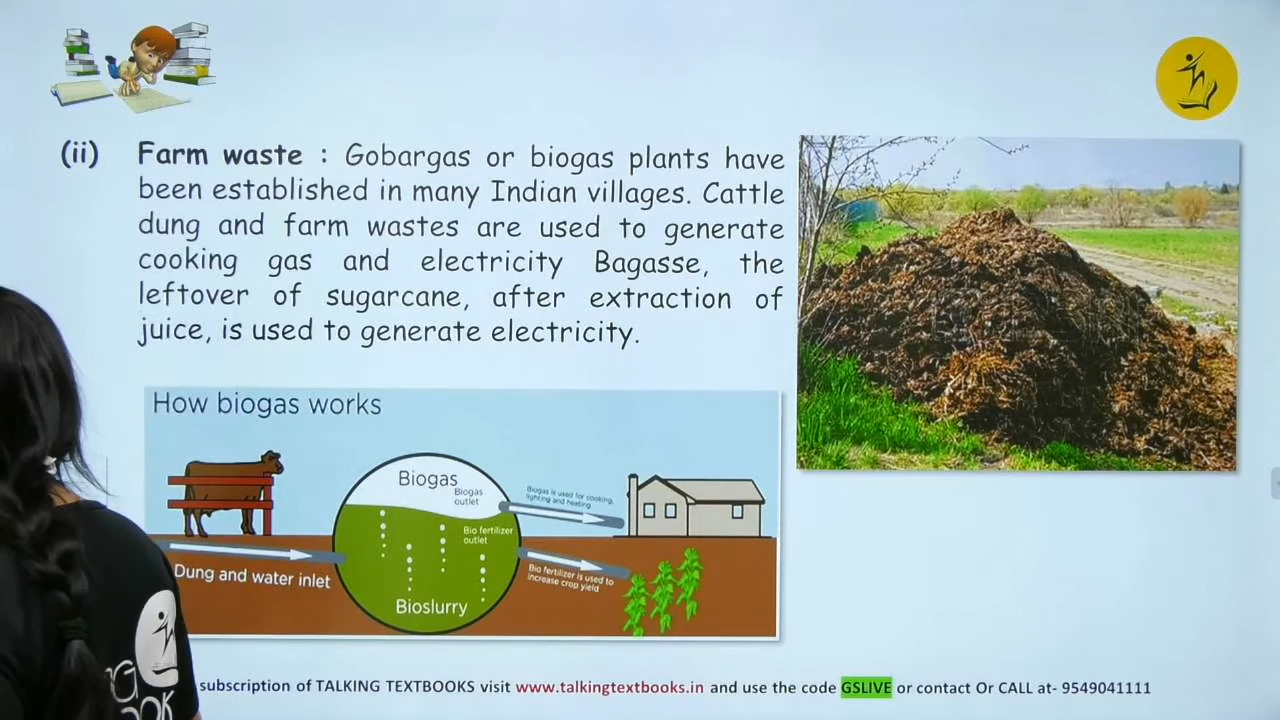 (ii) Farm waste : Gobargas or biogas plants have
been established in many Indian villages. Cattle
dung and farm wastes are used to generate
cooking gas and electricity Bagasse, the
leftover of sugarcane, after extraction of
juice, is used to generate electricity.
How biogas works
Biogas
Biogas
outlet
Biogas is used for cooking,
lighting and heating
Bio fertilizer
outlet
Dung and water inlet
Bio fertilizer is used to
increase crop yield
Bioslurry
subscription of TALKING TEXTBOOKS visit www.talkingtextbooks.in and use the code GSLIVE or contact Or CALL at- 9549041111